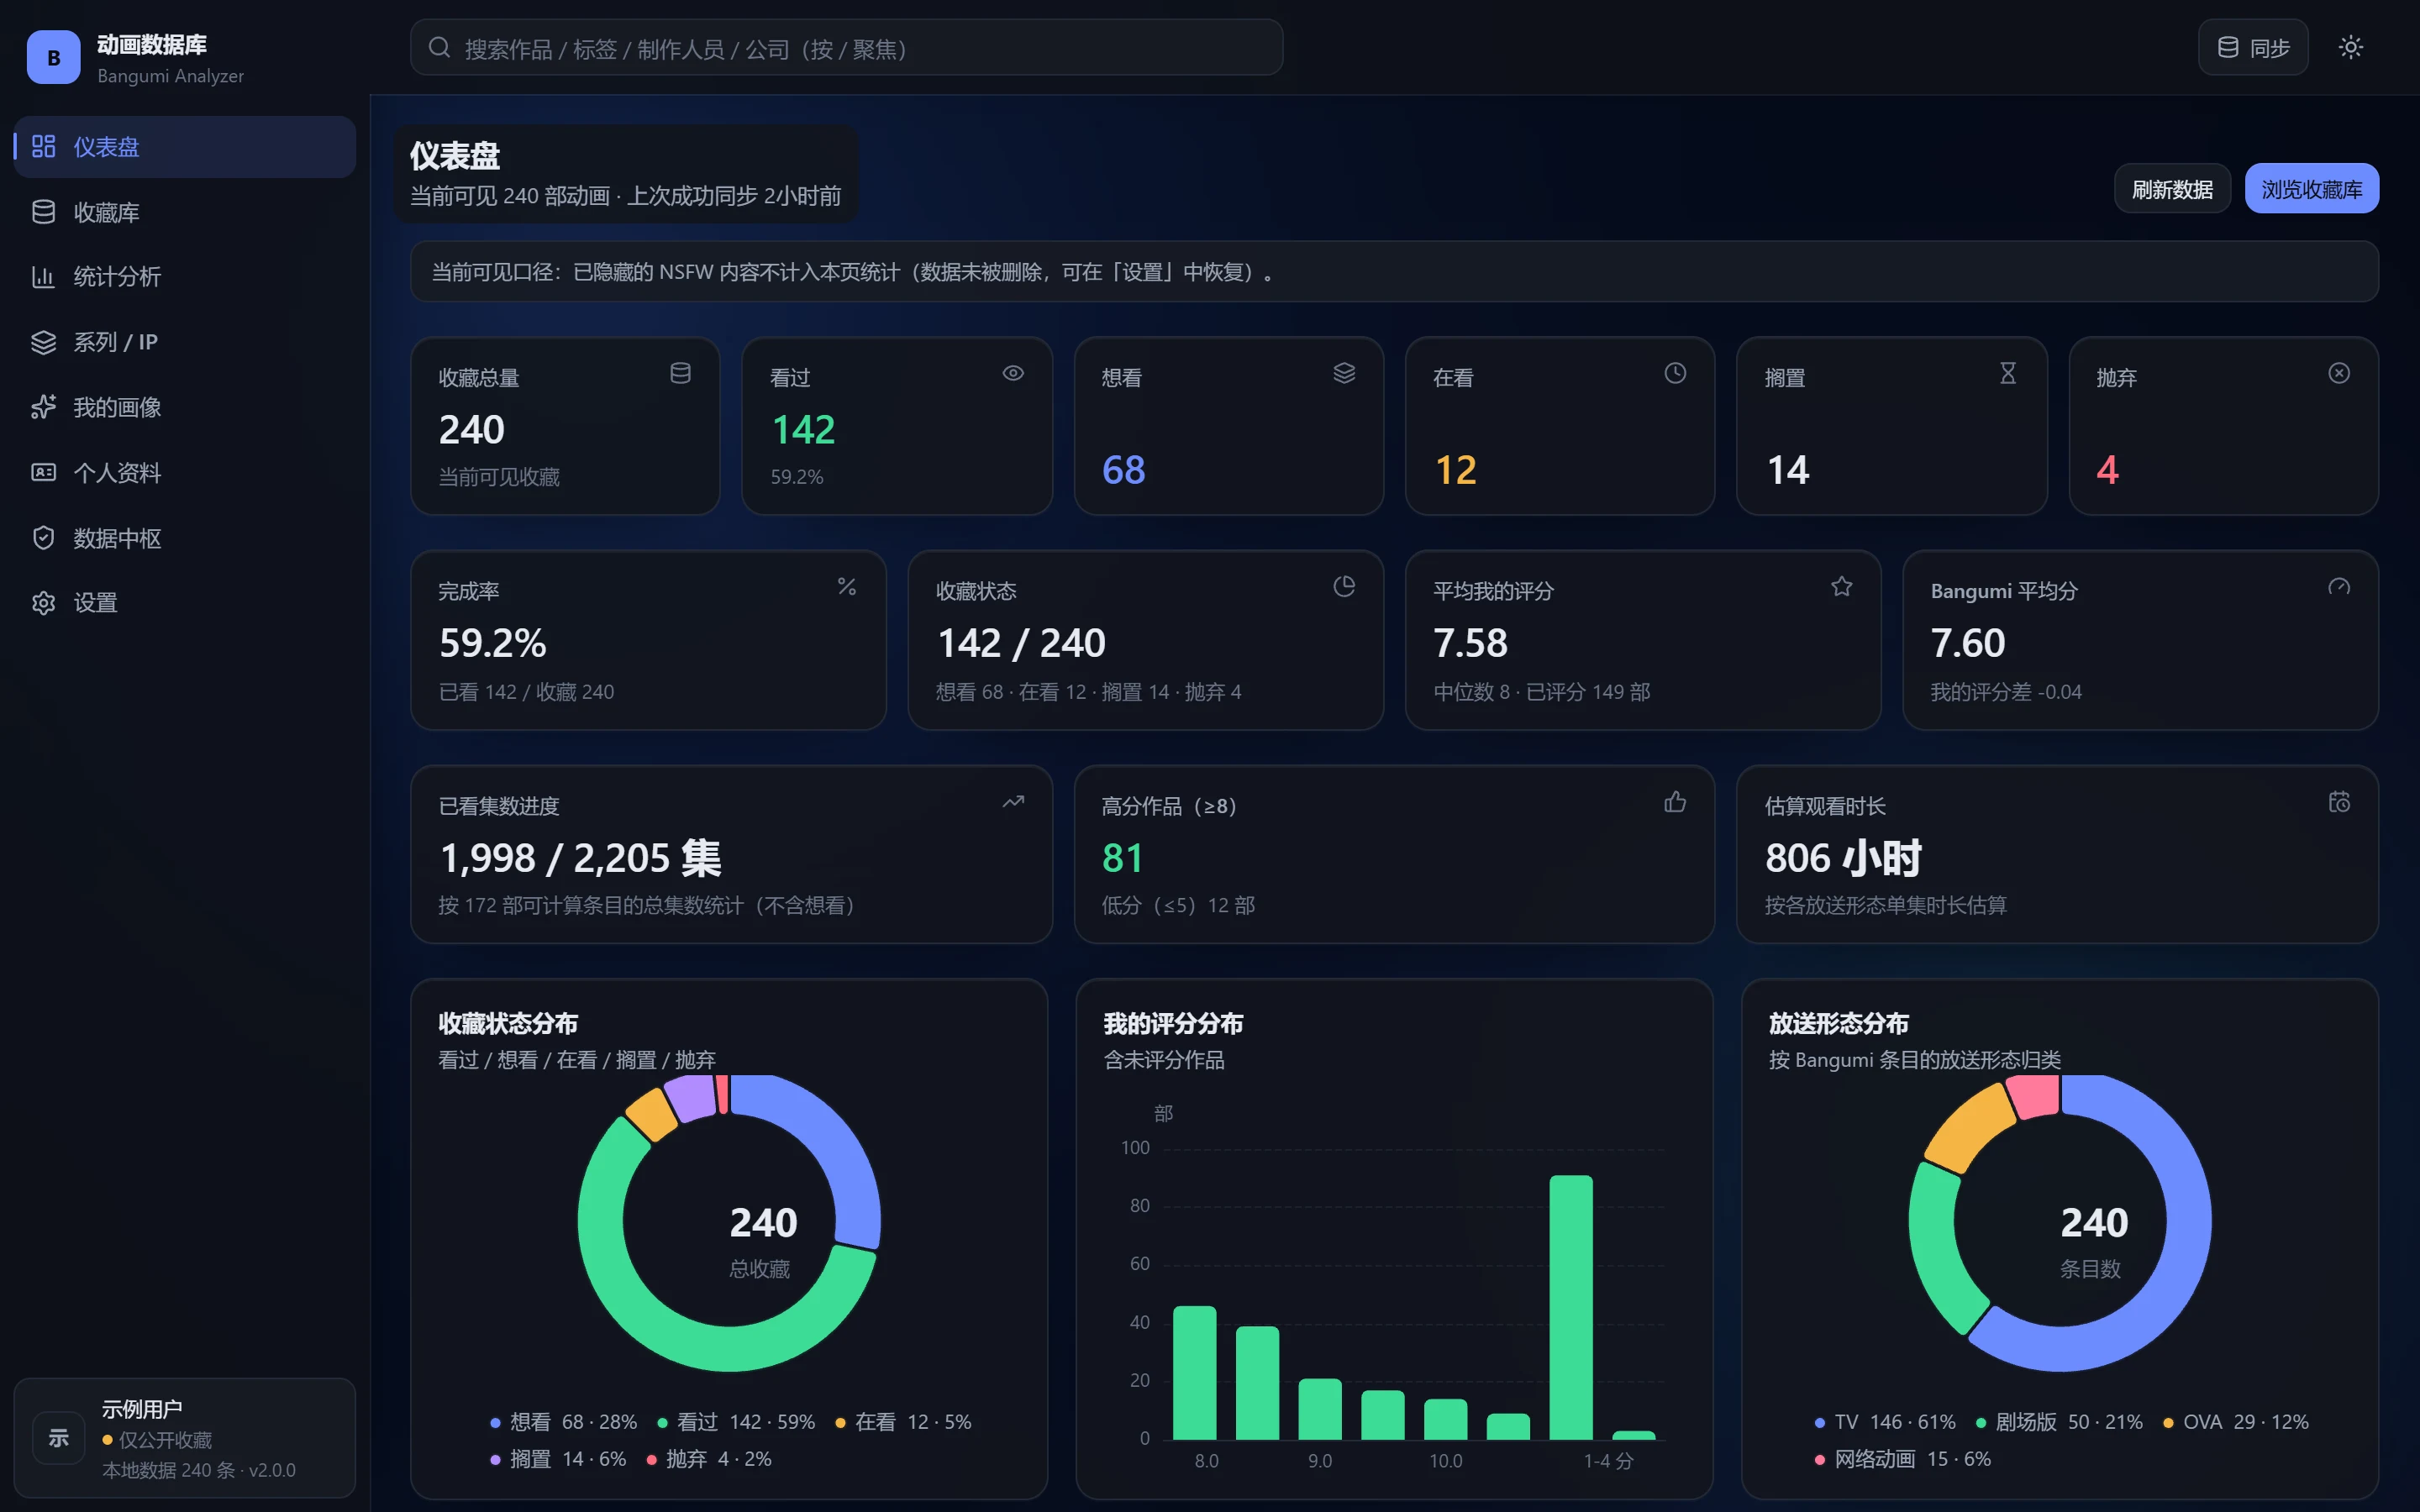 B
动画数据库
Bangumi Analyzer
搜索作品 / 标签 / 制作人员 / 公司（按 / 聚焦）
同步
仪表盘
收藏库
统计分析
系列 / IP
我的画像
个人资料
数据中枢
设置
仪表盘
当前可见 240 部动画 · 上次成功同步 2小时前
刷新数据
浏览收藏库
当前可见口径：已隐藏的 NSFW 内容不计入本页统计（数据未被删除，可在「设置」中恢复）。
收藏总量
240
当前可见收藏
看过
142
59.2%
想看
68
在看
12
搁置
14
抛弃
4
完成率
59.2%
已看 142 / 收藏 240
收藏状态
142 / 240
想看 68 · 在看 12 · 搁置 14 · 抛弃 4
平均我的评分
7.58
中位数 8 · 已评分 149 部
Bangumi 平均分
7.60
我的评分差 -0.04
已看集数进度
1,998 / 2,205 集
按 172 部可计算条目的总集数统计（不含想看）
高分作品（≥8）
81
低分（≤5）12 部
估算观看时长
806 小时
按各放送形态单集时长估算
收藏状态分布
看过 / 想看 / 在看 / 搁置 / 抛弃
240
总收藏
想看 68 · 28% 看过 142 · 59% 在看 12 · 5%
搁置 14 · 6% 抛弃 4 · 2%
我的评分分布
含未评分作品
部
100
80
60
40
20
0
8.0 9.0 10.0 1-4 分
放送形态分布
按 Bangumi 条目的放送形态归类
240
条目数
TV 146 · 61% 剧场版 50 · 21% OVA 29 · 12%
网络动画 15 · 6%
示
示例用户
仅公开收藏
本地数据 240 条 · v2.0.0